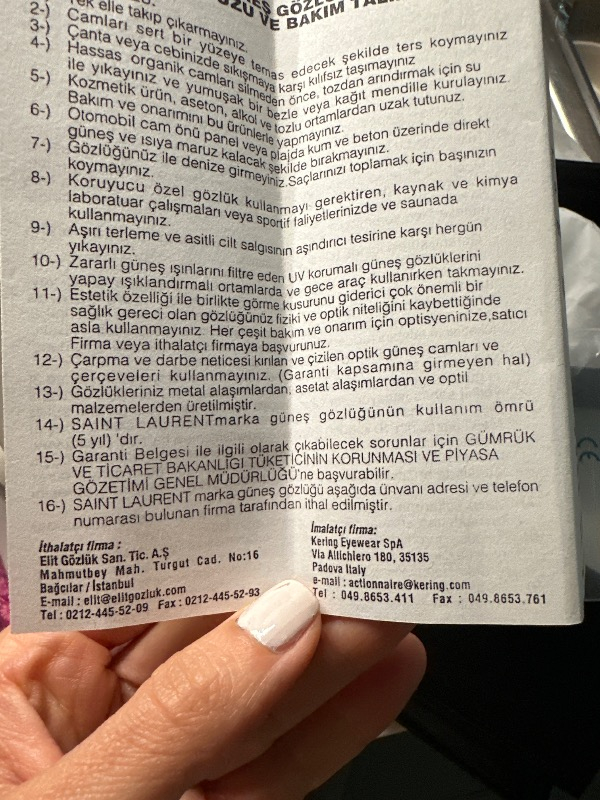 GÜNEŞ GÖZLÜ
VE BAKIM
Tek elle takıp çıkarmayınız.
2-) Camları sert bir yüzeye temas edecek şekilde ters koymayınız
3-) Çanta veya cebinizde sıkışmaya karşı kılıfsız taşımayınız
4-) Hassas organik camları silmeden önce, tozdan arındırmak için su
ile yıkayınız ve yumuşak bir bezle veya kağıt mendille kurulayınız.
5-) Kozmetik ürün, aseton, alkol ve tozlu ortamlardan uzak tutunuz.
Bakım ve onarımını bu ürünlerle yapmayınız.
6-) Otomobil cam önü panel veya plajda kum ve beton üzerinde direkt
güneş ve ısıya maruz kalacak şekilde bırakmayınız.
7-) Gözlüğünüz ile denize girmeyiniz.Saçlarınızı toplamak için başınızın
koymayınız.
8-) Koruyucu özel gözlük kullanmayı gerektiren, kaynak ve kimya
laboratuar çalışmaları veya sportif faliyetlerinizde ve saunada
kullanmayınız.
9-) Aşırı terleme ve asitli cilt salgısının aşındırıcı tesirine karşı hergün
yıkayınız.
10-) Zararlı güneş ışınlarını filtre eden UV korumalı güneş gözlüklerini
yapay ışıklandırmalı ortamlarda ve gece araç kullanırken takmayınız.
11-) Estetik özelliği ile birlikte görme kusurunu giderici çok önemli bir
sağlık gereci olan gözlüğünüz fiziki ve optik niteliğini kaybettiğinde
asla kullanmayınız. Her çeşit bakım ve onarım için optisyeninize,satıcı
Firma veya ithalatçı firmaya başvurunuz.
12-) Çarpma ve darbe neticesi kırılan ve çizilen optik güneş camları ve
çerçeveleri kullanmayınız. (Garanti kapsamına girmeyen hal)
13-) Gözlükleriniz metal alaşımlardan, asetat alaşımlardan ve optil
malzemelerden üretilmiştir.
14-) SAINT LAURENTmarka güneş gözlüğünün kullanım ömrü
(5 yıl) 'dır.
15-) Garanti Belgesi ile ilgili olarak çıkabilecek sorunlar için GÜMRÜK
VE TİCARET BAKANLIĞI TÜKETİCİNİN KORUNMASI VE PİYASA
GÖZETİMİ GENEL MÜDÜRLÜĞÜ'ne başvurabilir.
16-) SAINT LAURENT marka güneş gözlüğü aşağıda ünvanı adresi ve telefon
numarası bulunan firma tarafından ithal edilmiştir.
İthalatçı firma :
Elit Gözlük San. Tic. A.Ş
Mahmutbey Mah. Turgut Cad. No:16
Bağcılar / İstanbul
E-mail : elit@elitgozluk.com
Tel : 0212-445-52-09 Fax : 0212-445-52-93
İmalatçı firma:
Kering Eyewear SpA
Via Allichlero 180, 35135
Padova Italy
e-mail : actionnaire@kering.com
Tel : 049.8653.411 Fax : 049.8653.761